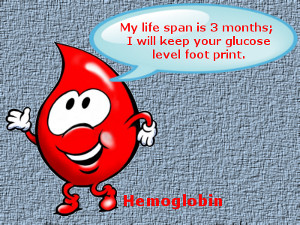 My life span is 3 months;
I will keep your glucose
level foot print.
Hemoglobin